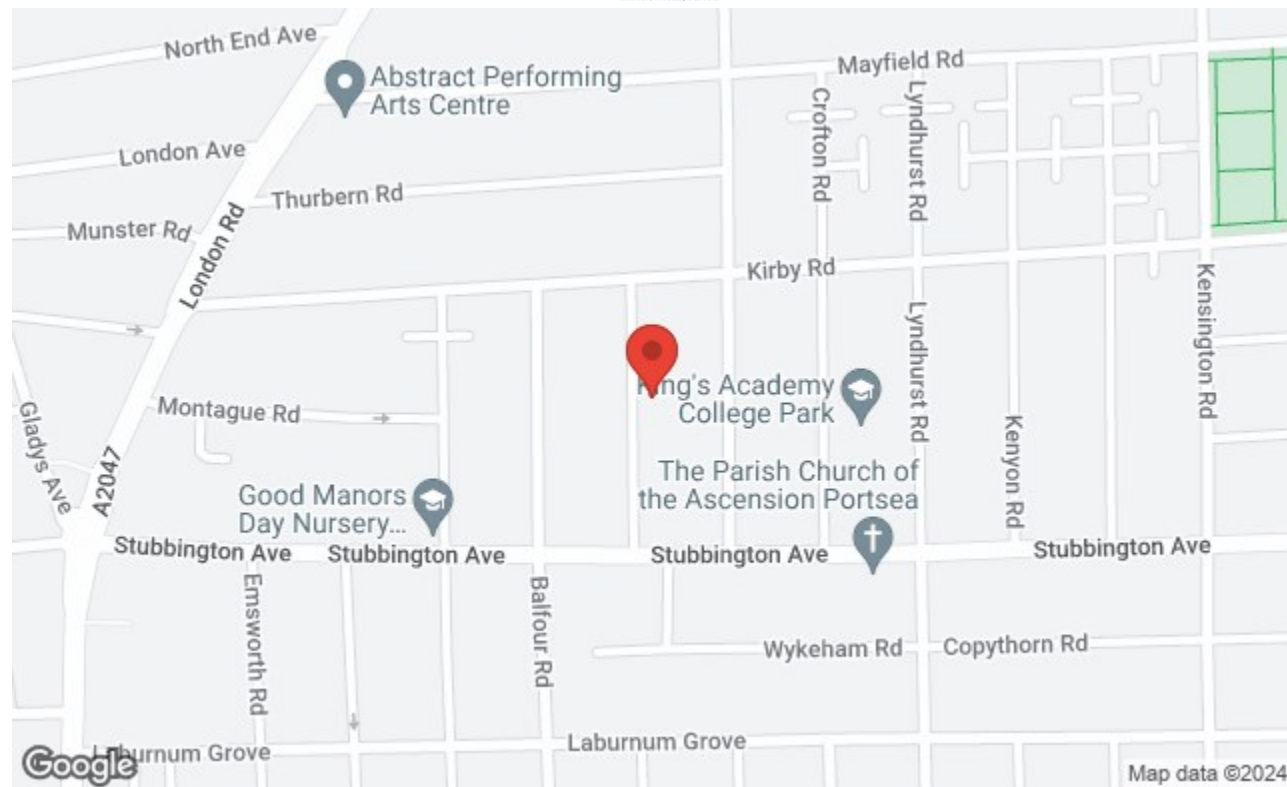 North End Ave
Mayfield Rd
Abstract Performing
Arts Centre
Crofton Rd
Lyndhurst Rd
London Ave
Thurbern Rd
Munster Rd
London Rd
Kirby Rd
Kensington Rd
Lyndhurst Rd
King's Academy
College Park
Montague Rd
Gladys Ave
Kenyon Rd
A2047
The Parish Church of
the Ascension Portsea
Good Manors
Day Nursery...
Stubbington Ave
Stubbington Ave
Stubbington Ave
Stubbington Ave
Emsworth Rd
Balfour Rd
Wykeham Rd
Copythorn Rd
Laburnum Grove
Laburnum Grove
Google
Map data ©2024